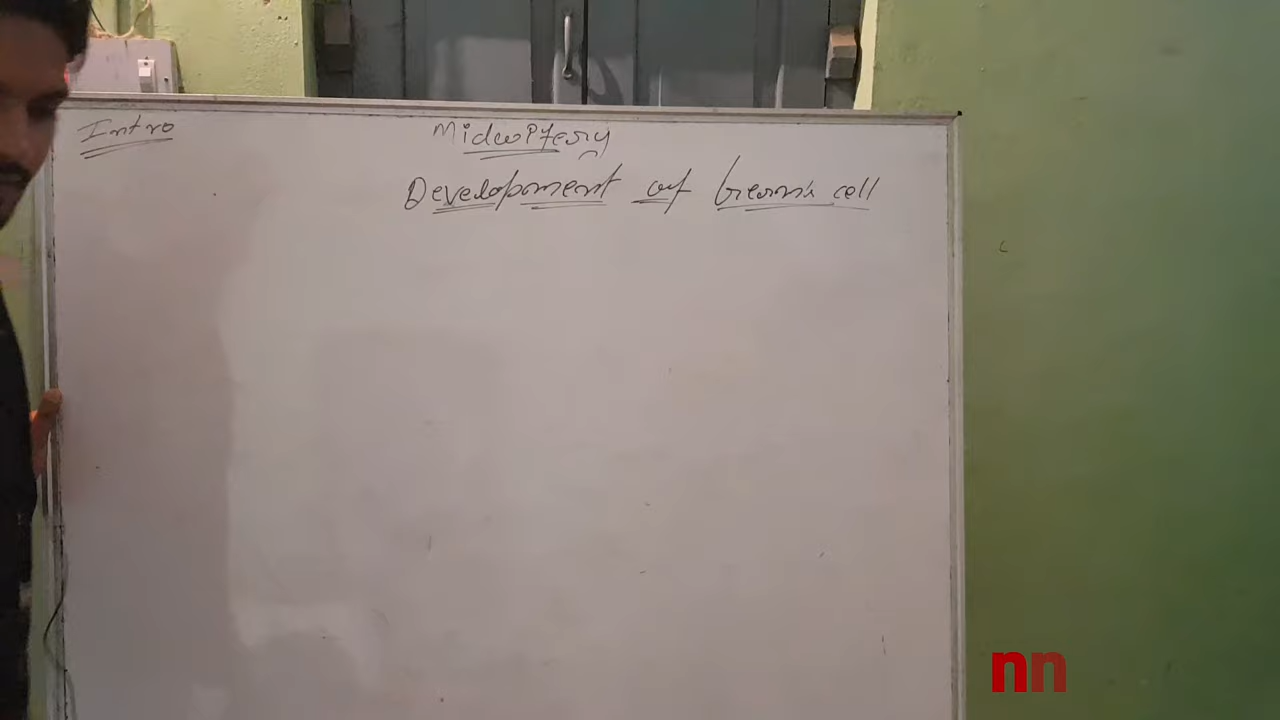 Intro
Midwifery
Development of Germ cell
nn